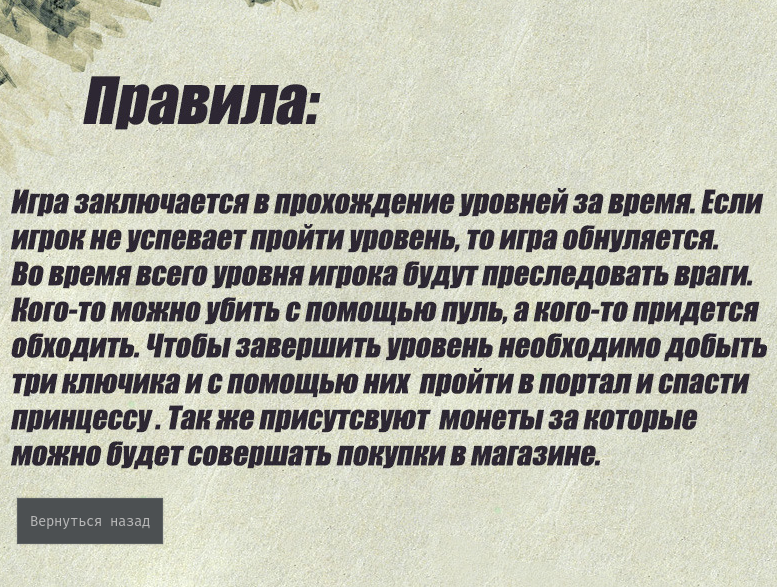 Правила:
Игра заключается в прохождение уровней за время. Если
игрок не успевает пройти уровень, то игра обнуляется.
Во время всего уровня игрока будут преследовать враги.
Кого-то можно убить с помощью пуль, а кого-то придется
обходить. Чтобы завершить уровень необходимо добыть
три ключика и с помощью них  пройти в портал и спасти
принцессу . Так же присутсвуют  монеты за которые
можно будет совершать покупки в магазине.
Вернуться назад